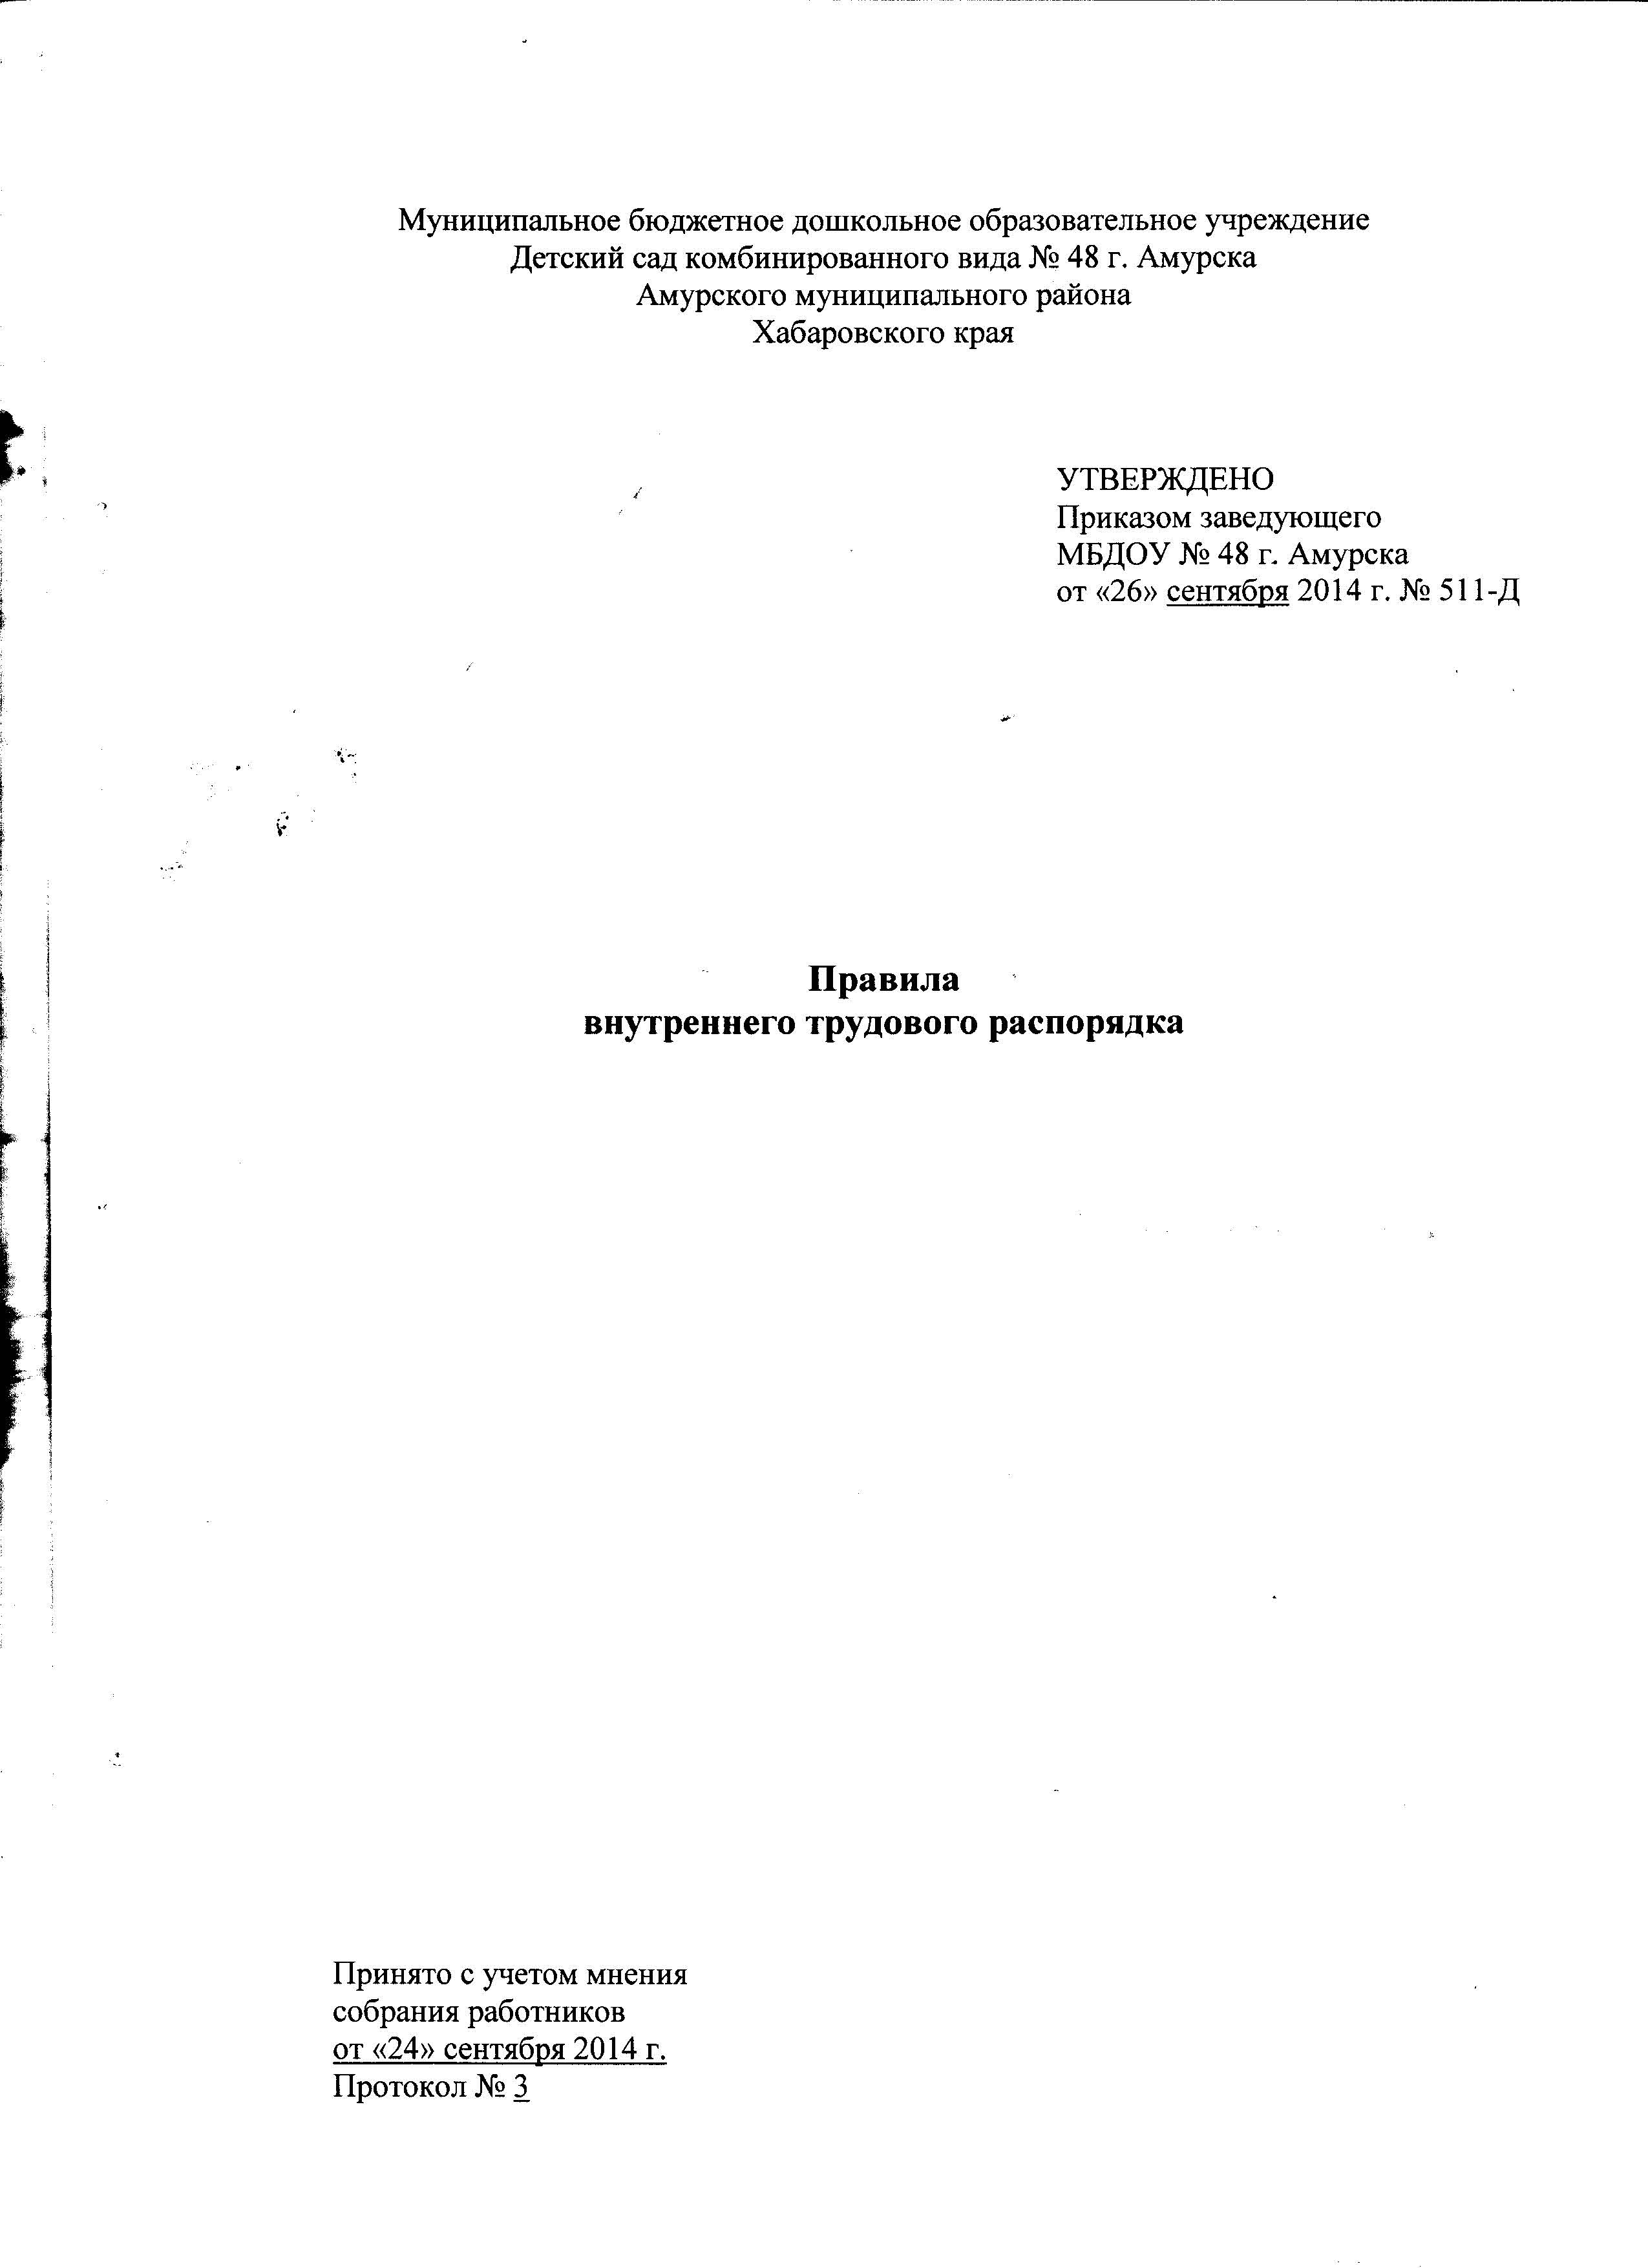 Муниципальное бюджетное дошкольное образовательное учреждение
Детский сад комбинированного вида № 48 г. Амурска
Амурского муниципального района
Хабаровского края
УТВЕРЖДЕНО
Приказом заведующего
МБДОУ № 48 г. Амурска
от «26» сентября 2014 г. № 511-Д
Правила
внутреннего трудового распорядка
Принято с учетом мнения
собрания работников
от «24» сентября 2014 г.
Протокол № 3